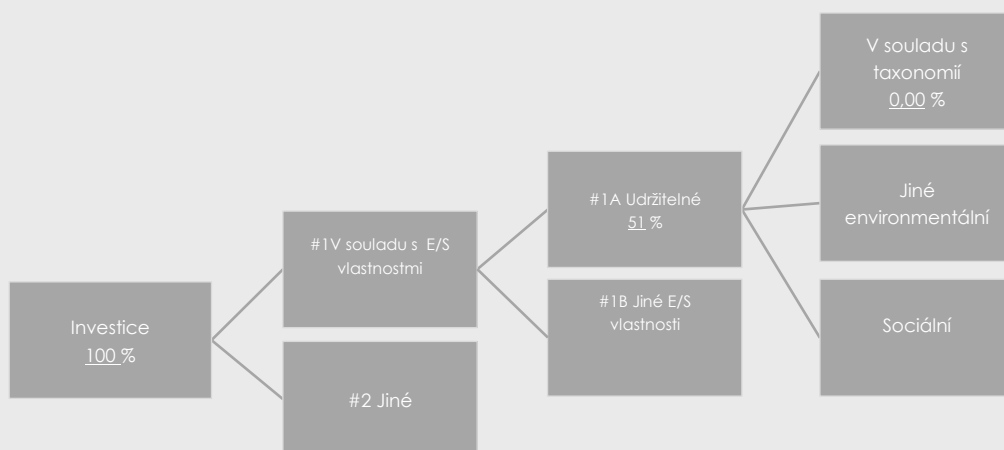 Investice
100 %
#1V souladu s E/S
vlastnostmi
#2 Jiné
#1A Udržitelné
51 %
#1B Jiné E/S
vlastnosti
V souladu s
taxonomií
0,00 %
Jiné
environmentální
Sociální